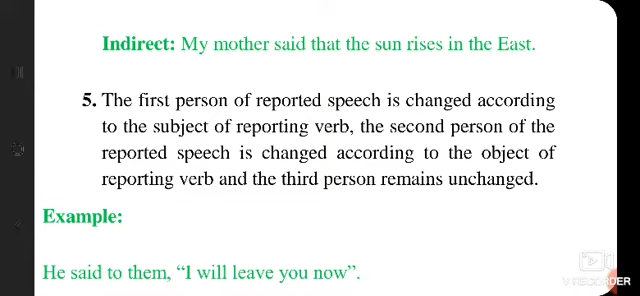 Indirect: My mother said that the sun rises in the East.
5. The first person of reported speech is changed according
to the subject of reporting verb, the second person of the
reported speech is changed according to the object of
reporting verb and the third person remains unchanged.
Example:
He said to them, “I will leave you now”.
V RECORDER